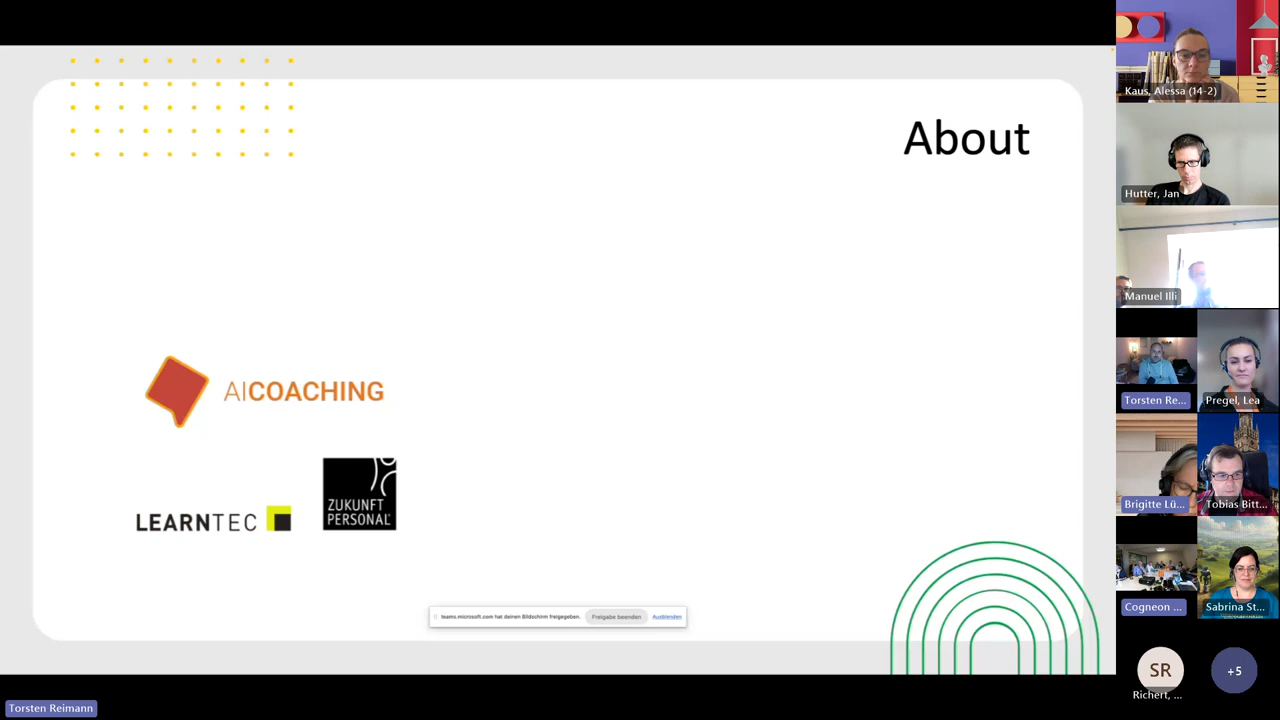 About
AICOACHING
LEARNTEC
ZUKUNFT
PERSONAL
teams.microsoft.com hat deinen Bildschirm freigegeben.
Freigabe beenden
Ausblenden
Torsten Reimann
Kaus, Alessa (14-2)
Hutter, Jan
Manuel Illi
Torsten Re...
Pregel, Lea
Brigitte Lü...
Tobias Bitt...
Cogneon ...
Sabrina St...
SR
Richert, ...
+5